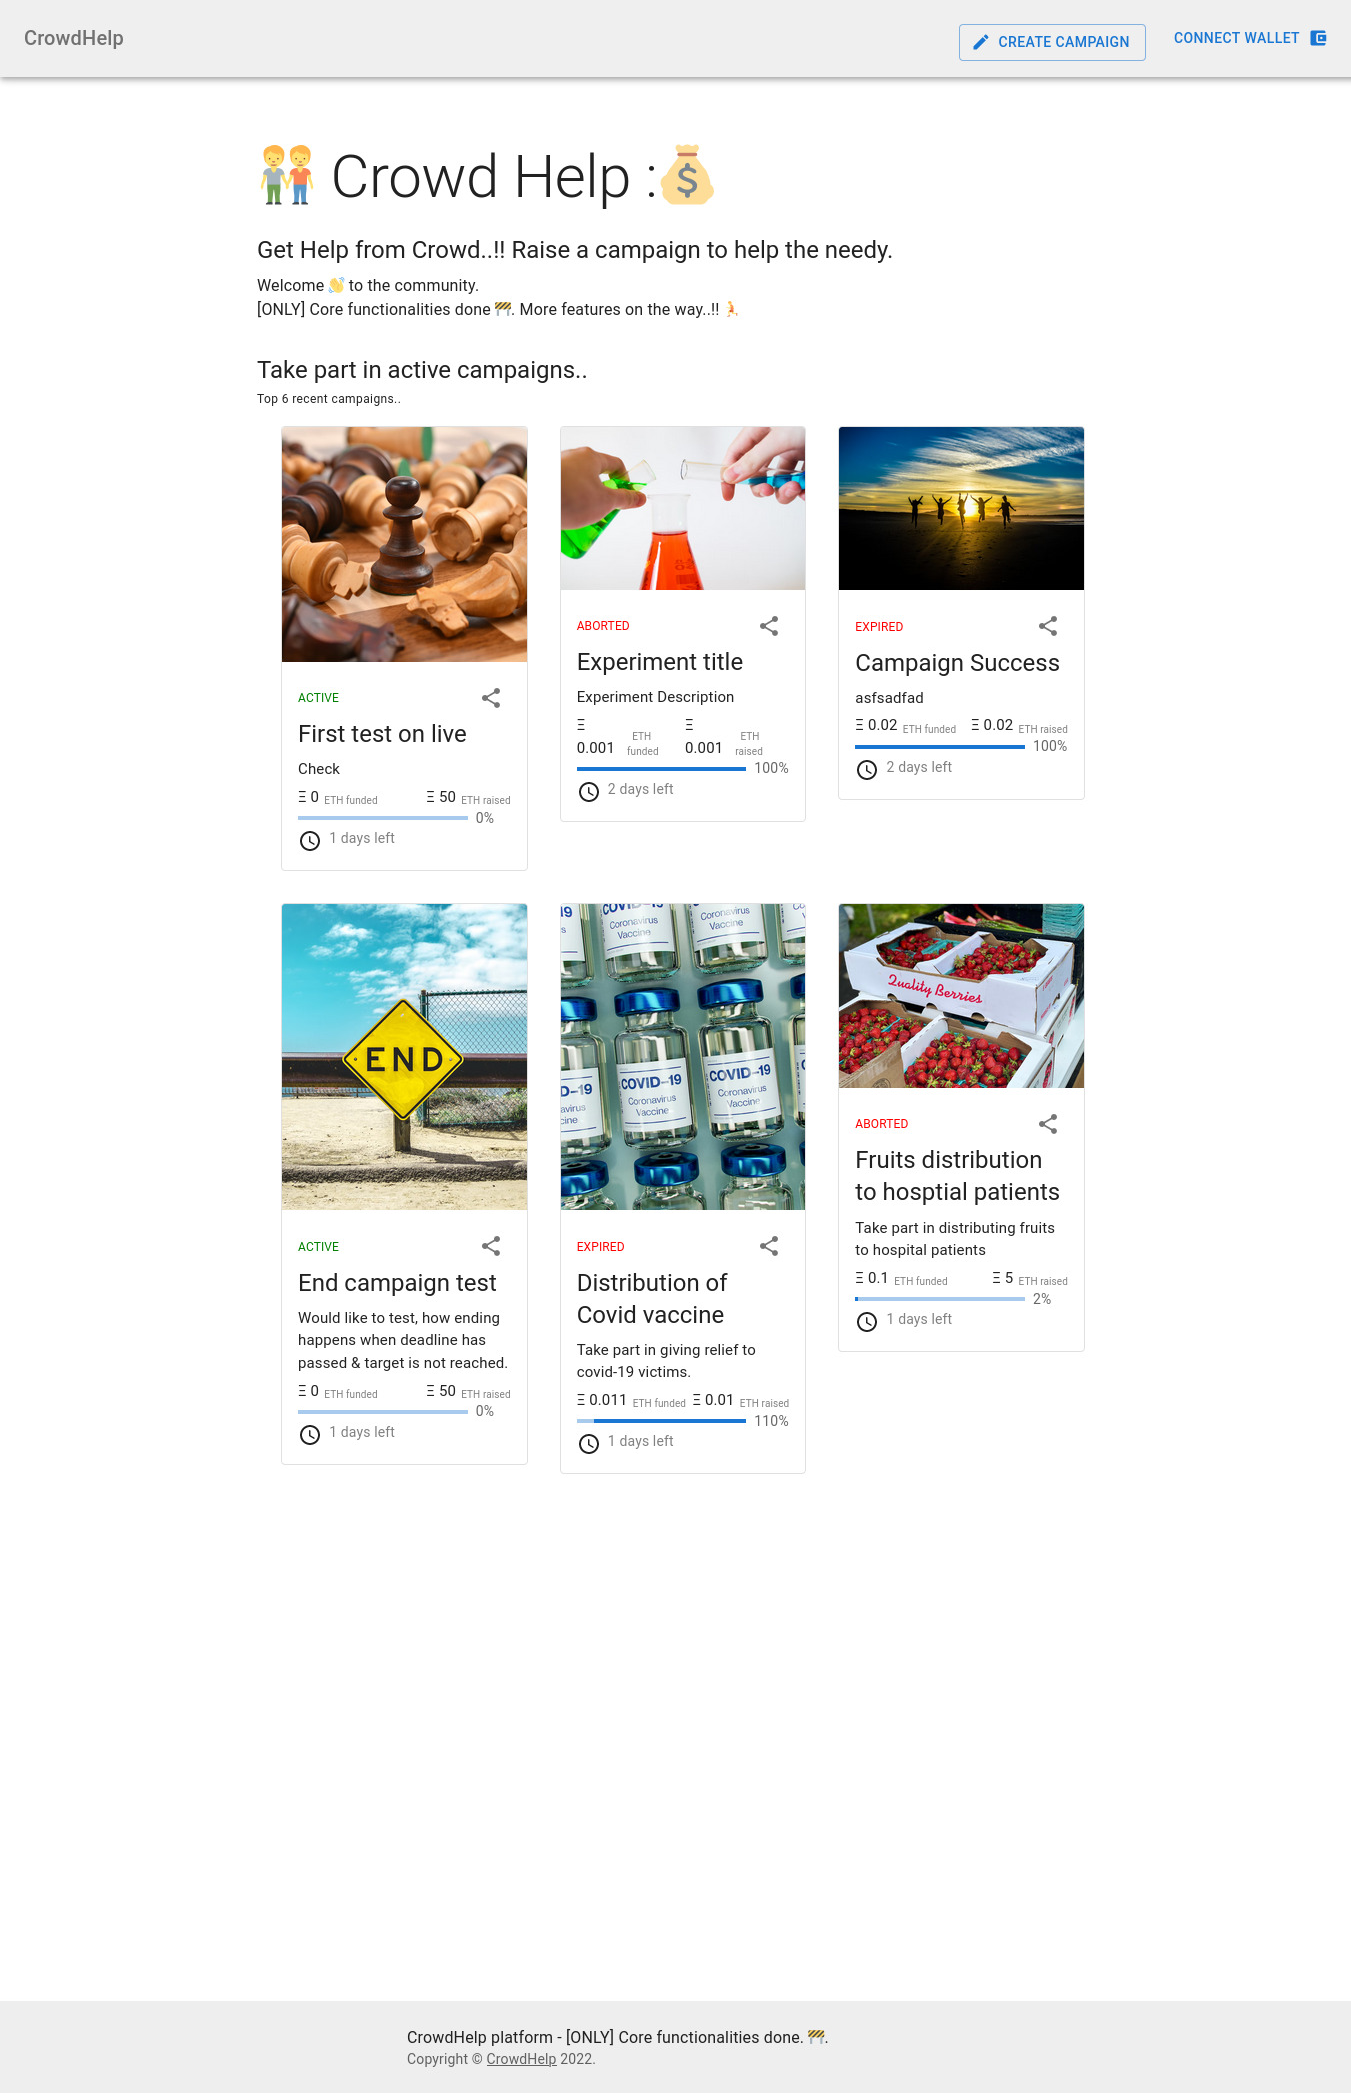 CrowdHelp
CREATE CAMPAIGN
CONNECT WALLET
Crowd Help :
Get Help from Crowd..!! Raise a campaign to help the needy.
Welcome 👋 to the community.
[ONLY] Core functionalities done 🚧. More features on the way..!!
Take part in active campaigns..
Top 6 recent campaigns..
ACTIVE
First test on live
Check
Ξ 0 ETH funded Ξ 50 ETH raised
0%
1 days left
ABORTED
Experiment title
Experiment Description
Ξ 0.001 ETH funded Ξ 0.001 ETH raised
100%
2 days left
EXPIRED
Campaign Success
asfsadfad
Ξ 0.02 ETH funded Ξ 0.02 ETH raised
100%
2 days left
END
ACTIVE
End campaign test
Would like to test, how ending
happens when deadline has
passed & target is not reached.
Ξ 0 ETH funded Ξ 50 ETH raised
0%
1 days left
COVID-19
Coronavirus
Vaccine
COVID-19
Coronavirus
Vaccine
EXPIRED
Distribution of
Covid vaccine
Take part in giving relief to
covid-19 victims.
Ξ 0.011 ETH funded Ξ 0.01 ETH raised
110%
1 days left
Quality Berries
ABORTED
Fruits distribution
to hosptial patients
Take part in distributing fruits
to hospital patients
Ξ 0.1 ETH funded Ξ 5 ETH raised
2%
1 days left
CrowdHelp platform - [ONLY] Core functionalities done. 🚧.
Copyright © CrowdHelp 2022.